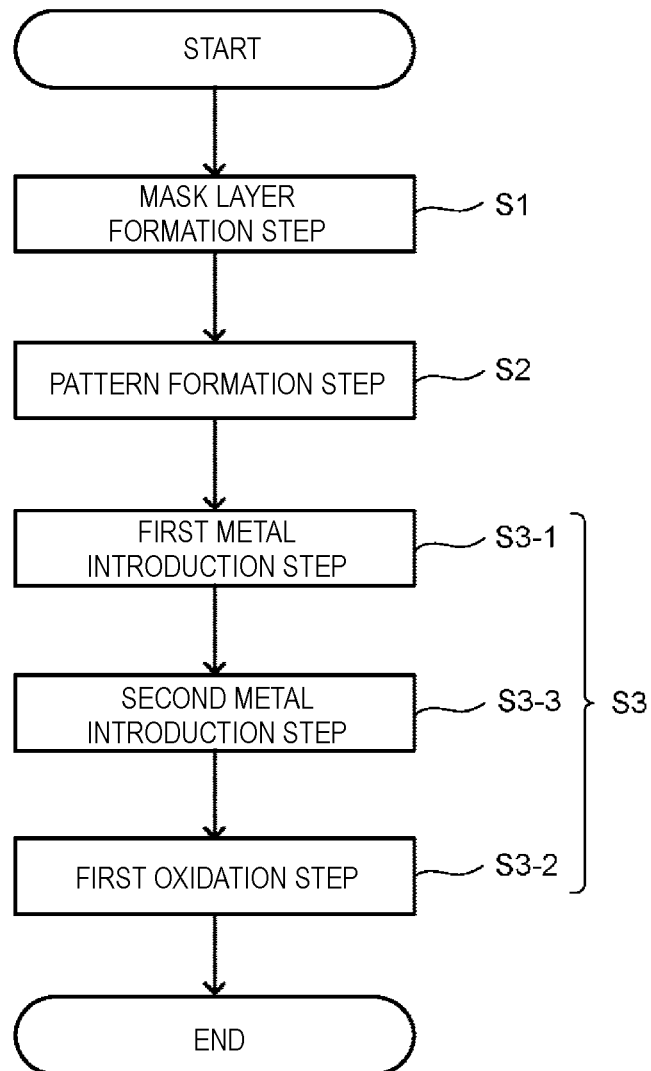 START
MASK LAYER
FORMATION STEP
S1
PATTERN FORMATION STEP
S2
FIRST METAL
INTRODUCTION STEP
S3-1
SECOND METAL
INTRODUCTION STEP
S3-3
S3
FIRST OXIDATION STEP
S3-2
END